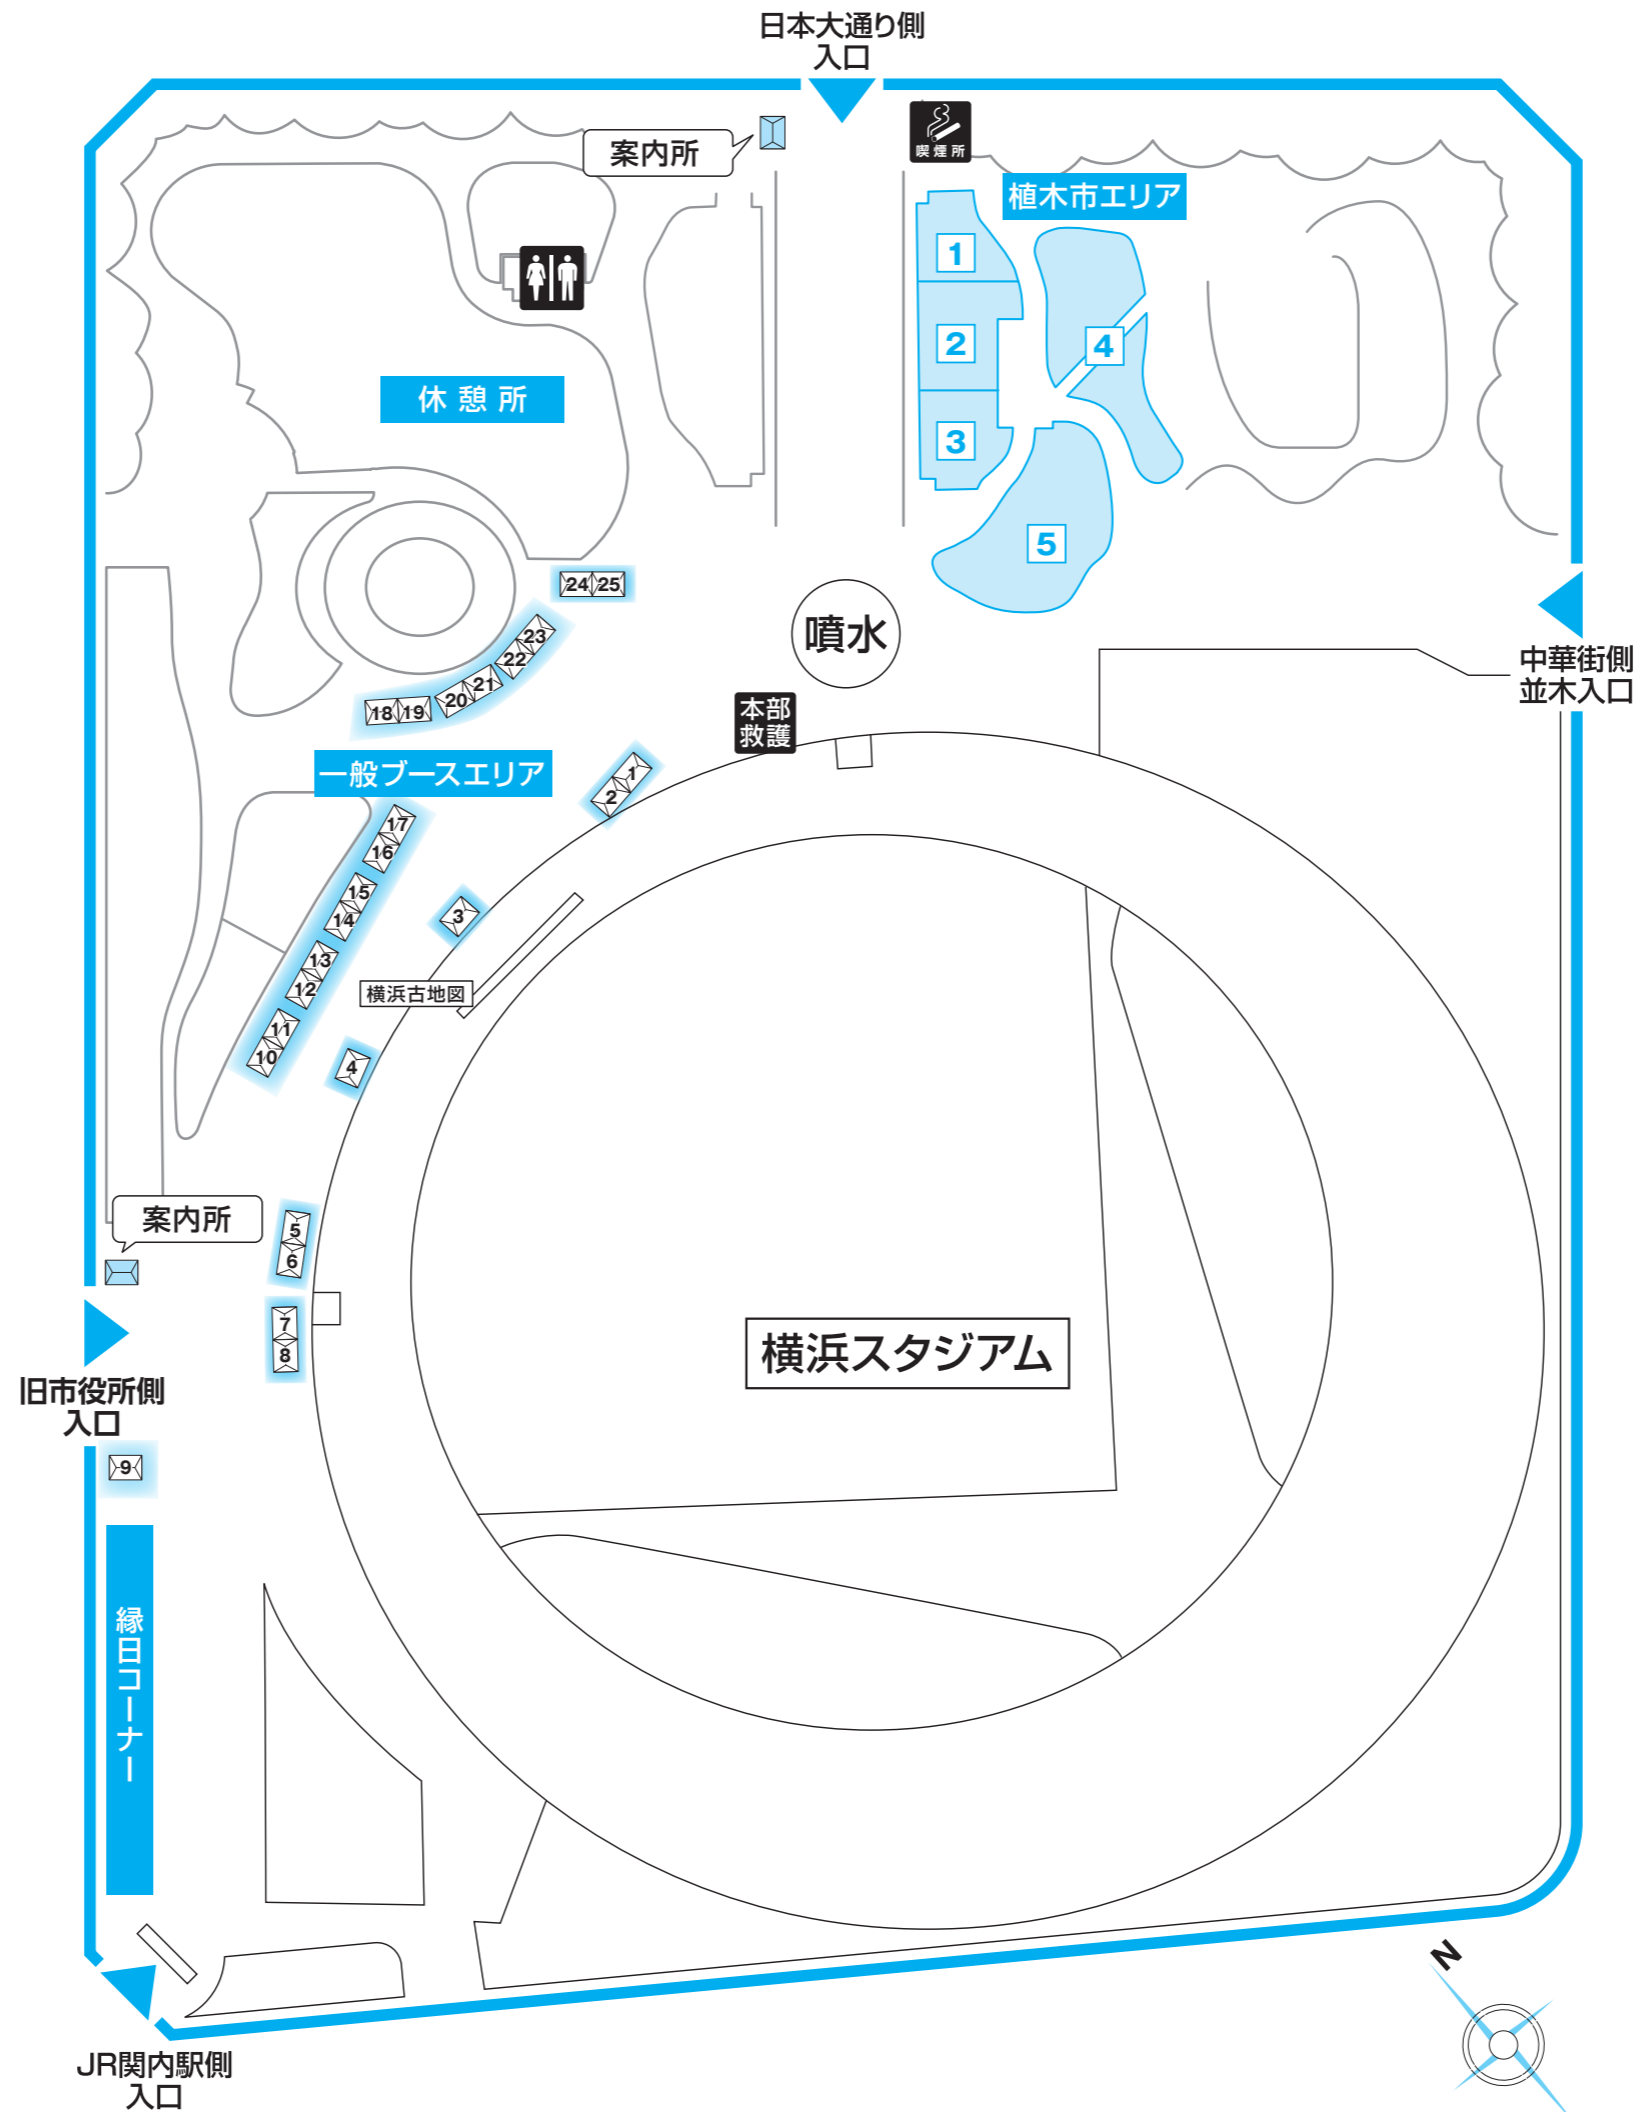 日本大通り側
入口
案内所
喫煙所
植木市エリア
1
2
3
4
5
休憩所
24 25
23
22
21
20
18 19
噴水
中華街側
並木入口
本部
救護
一般ブースエリア
1
2
17
16
15
14
13
12
11
10
3
横浜古地図
4
案内所
5
6
7
8
横浜スタジアム
旧市役所側
入口
9
縁日コーナー
N
JR関内駅側
入口